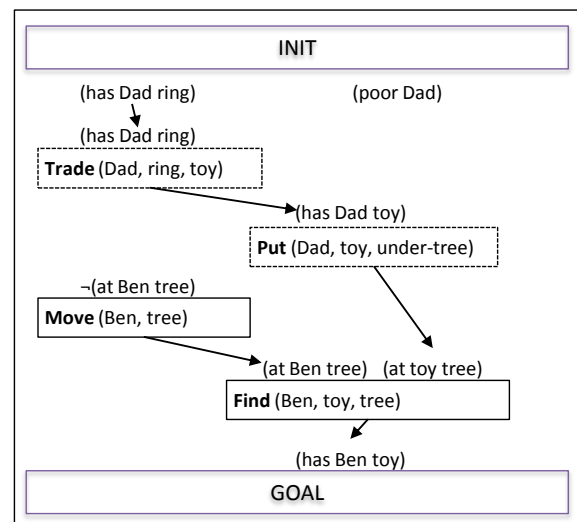 INIT
(has Dad ring) (poor Dad)
(has Dad ring)
Trade (Dad, ring, toy)
(has Dad toy)
Put (Dad, toy, under-tree)
¬(at Ben tree)
Move (Ben, tree)
(at Ben tree) (at toy tree)
Find (Ben, toy, tree)
(has Ben toy)
GOAL